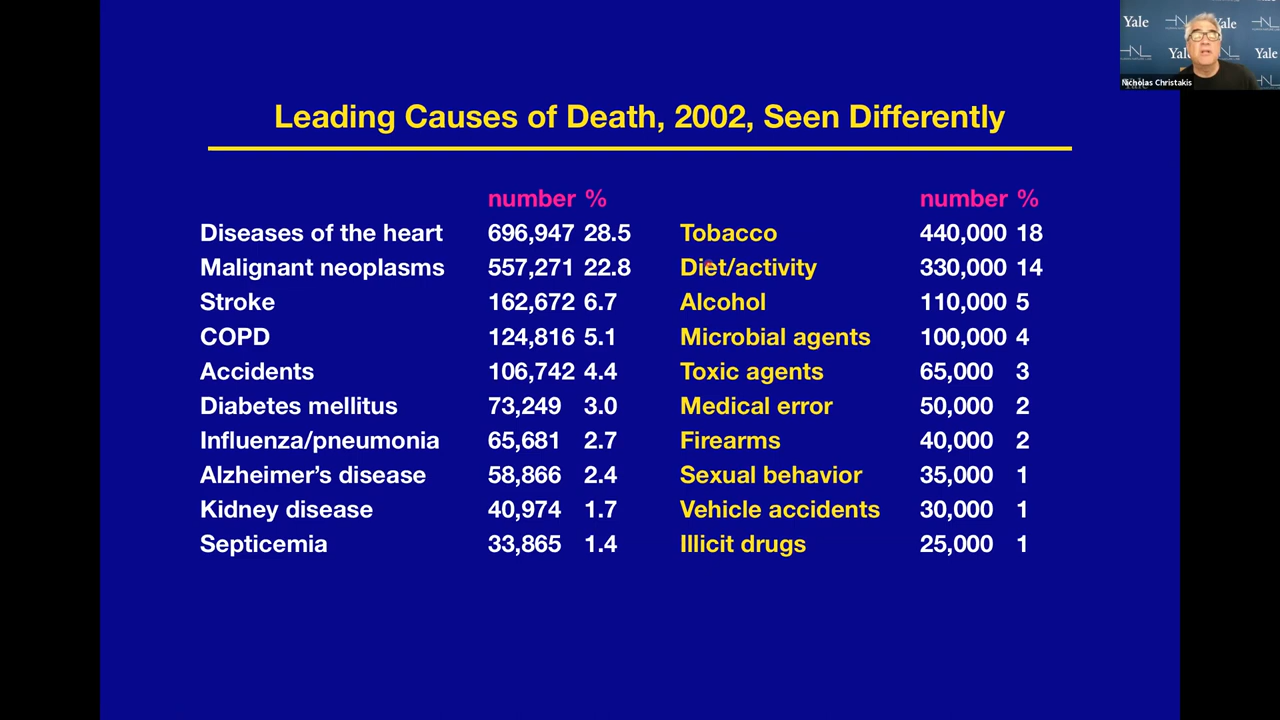 Leading Causes of Death, 2002, Seen Differently
number % number %
Diseases of the heart 696,947 28.5 Tobacco 440,000 18
Malignant neoplasms 557,271 22.8 Diet/activity 330,000 14
Stroke 162,672 6.7 Alcohol 110,000 5
COPD 124,816 5.1 Microbial agents 100,000 4
Accidents 106,742 4.4 Toxic agents 65,000 3
Diabetes mellitus 73,249 3.0 Medical error 50,000 2
Influenza/pneumonia 65,681 2.7 Firearms 40,000 2
Alzheimer’s disease 58,866 2.4 Sexual behavior 35,000 1
Kidney disease 40,974 1.7 Vehicle accidents 30,000 1
Septicemia 33,865 1.4 Illicit drugs 25,000 1
Yale Yale
Yale Yale
Nicholas Christakis